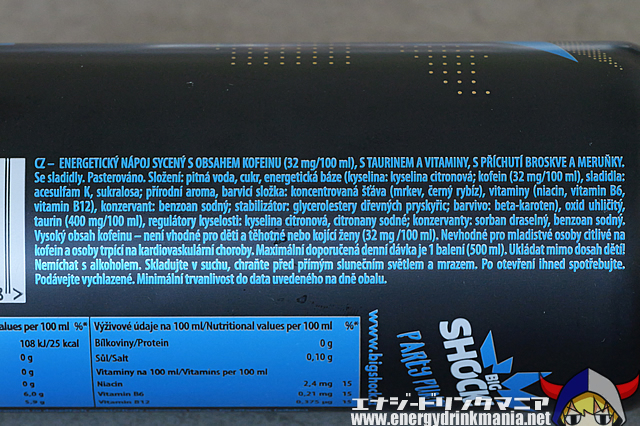 CZ – ENERGETICKÝ NÁPOJ SYCENÝ S OBSAHEM KOFEINU (32 mg/100 ml), S TAURINEM A VITAMINY, S PŘÍCHUTÍ BROSKVE A MERUŇKY.
Se sladidly. Pasterováno. Složení: pitná voda, cukr, energetická báze (kyselina: kyselina citronová; kofein (32 mg/100 ml), sladidla:
acesulfam K, sukralosa; přírodní aroma, barvicí složka: koncentrovaná šťáva (mrkev, černý rybíz), vitaminy (niacin, vitamin B6,
vitamin B12), konzervant: benzoan sodný; stabilizátor: glycerolestery dřevných pryskyřic; barvivo: beta-karoten), oxid uhličitý,
taurin (400 mg/100 ml), regulátory kyselosti: kyselina citronová, citronany sodné; konzervanty: sorban draselný, benzoan sodný.
Vysoký obsah kofeinu – není vhodné pro děti a těhotné nebo kojící ženy (32 mg /100 ml). Nevhodné pro mladistvé osoby citlivé na
kofein a osoby trpící na kardiovaskulární choroby. Maximální doporučená denní dávka je 1 balení (500 ml). Ukládat mimo dosah dětí!
Nemíchat s alkoholem. Skladujte v suchu, chraňte před přímým slunečním světlem a mrazem. Po otevření ihned spotřebujte.
Podávejte vychlazené. Minimální trvanlivost do data uvedeného na dně obalu.
alues per 100 ml %*
108 kJ/25 kcal
0 g
0 g
6,0 g
5,8 g
Výživové údaje na 100 ml/Nutritional values per 100 ml %*
Bílkoviny/Protein 0 g
Sůl/Salt 0,10 g
Vitaminy na 100 ml/Vitamins per 100 ml
Niacin 2,4 mg 15
Vitamin B6 0,21 mg 15
Vitamin B12 0,375 µg 15
www.bigshock.
BIG
SHOCK
PARTY PU
エナジードリンクマニア
www.energydrinkmania.net